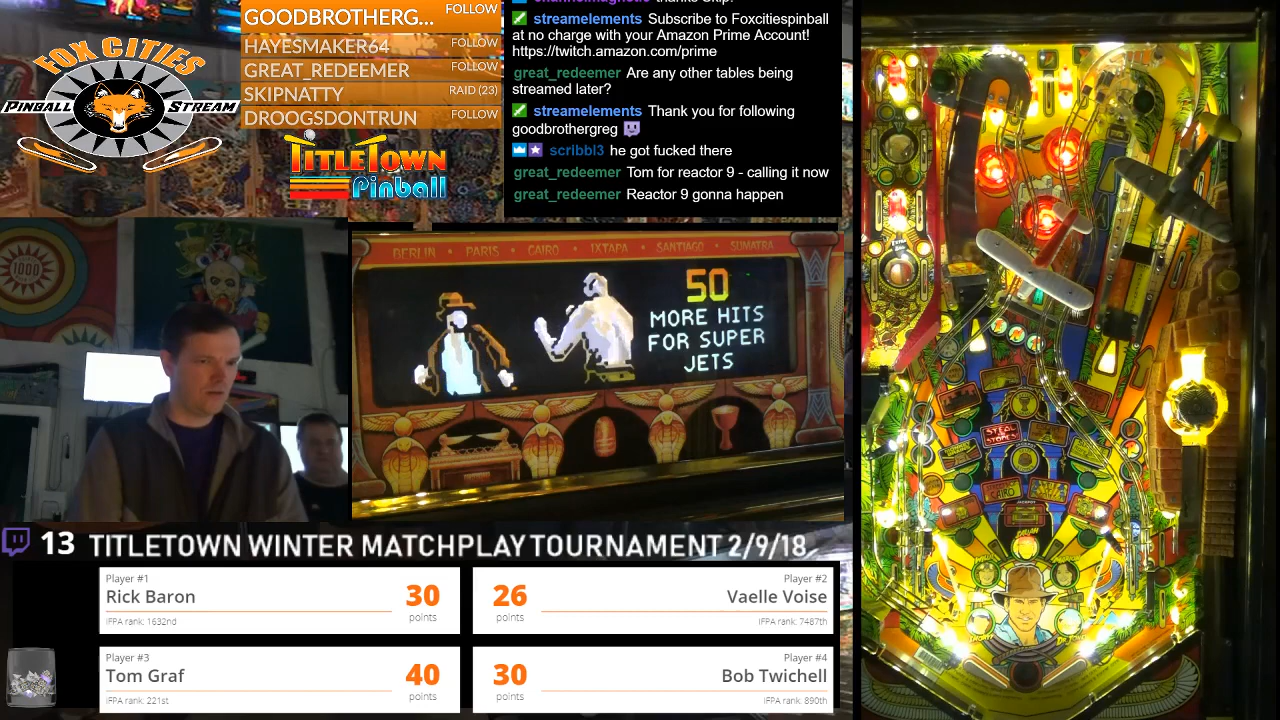 GOODBROTHERG... FOLLOW
HAYESMAKER64 FOLLOW
GREAT_REDEEMER FOLLOW
SKIPNATTY RAID (23)
DROOGSDONTRUN FOLLOW
FOX CITIES
PINBALL STREAM
TITLETOWN
Pinball
streamelements Subscribe to Foxcitiespinball
at no charge with your Amazon Prime Account!
https://twitch.amazon.com/prime
great_redeemer Are any other tables being
streamed later?
streamelements Thank you for following
goodbrothergreg
scribbl3 he got fucked there
great_redeemer Tom for reactor 9 - calling it now
great_redeemer Reactor 9 gonna happen
1000
BERLIN • PARIS • CAIRO • IXTAPA • SANTIAGO • SUMATRA
50
MORE HITS
FOR SUPER
JETS
STEAL
STONES
CAIRO
JACKPOT
SHORTY
13 TITLETOWN WINTER MATCHPLAY TOURNAMENT 2/9/18
Player #1
Rick Baron
IFPA rank: 1632nd
30
points
26
points
Player #2
Vaelle Voise
IFPA rank: 7487th
Player #3
Tom Graf
IFPA rank: 221st
40
points
30
points
Player #4
Bob Twichell
IFPA rank: 890th